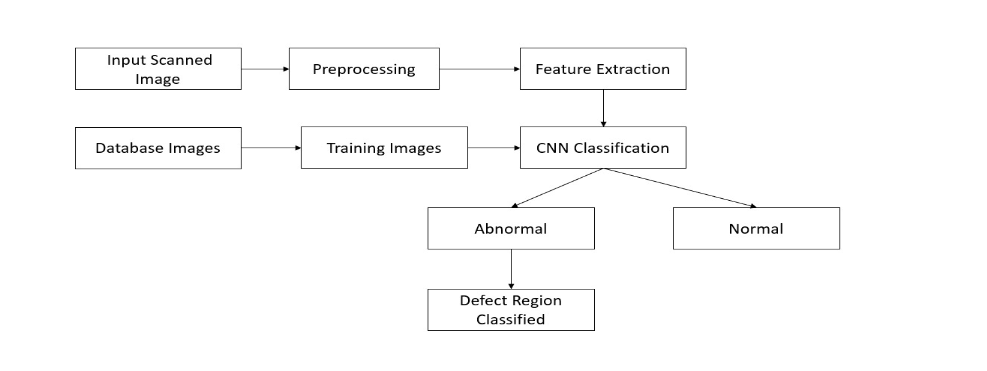 Input Scanned
Image
Preprocessing
Feature Extraction
Database Images
Training Images
CNN Classification
Abnormal
Normal
Defect Region
Classified